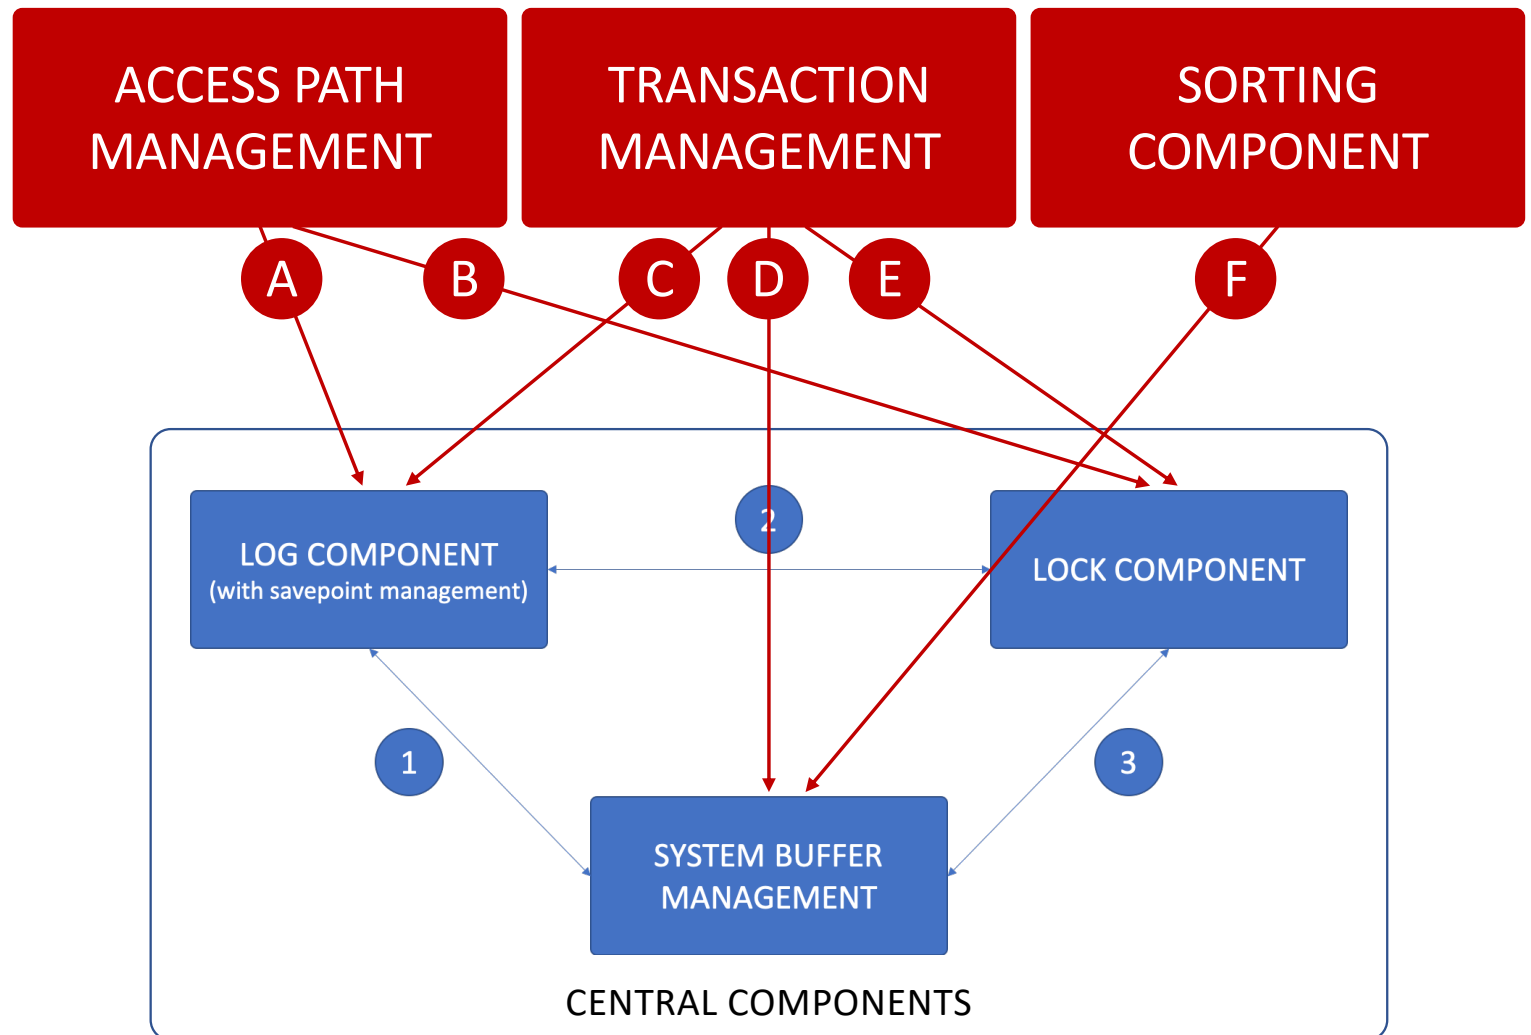 ACCESS PATH
MANAGEMENT
TRANSACTION
MANAGEMENT
SORTING
COMPONENT
A
B
C
D
E
F
2
LOG COMPONENT
(with savepoint management)
LOCK COMPONENT
1
3
SYSTEM BUFFER
MANAGEMENT
CENTRAL COMPONENTS